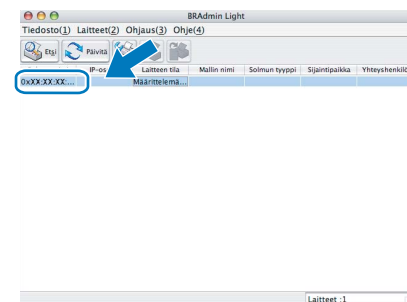 BRAdmin Light
Tiedosto(1) Laitteet(2) Ohjaus(3) Ohje(4)
Etsi Päivitä
IP-os Laitteen tila Mallin nimi Solmun tyyppi Sijaintipaikka Yhteyshenkilö
0xXX:XX:XX:... Määrittelemä...
Laitteet :1